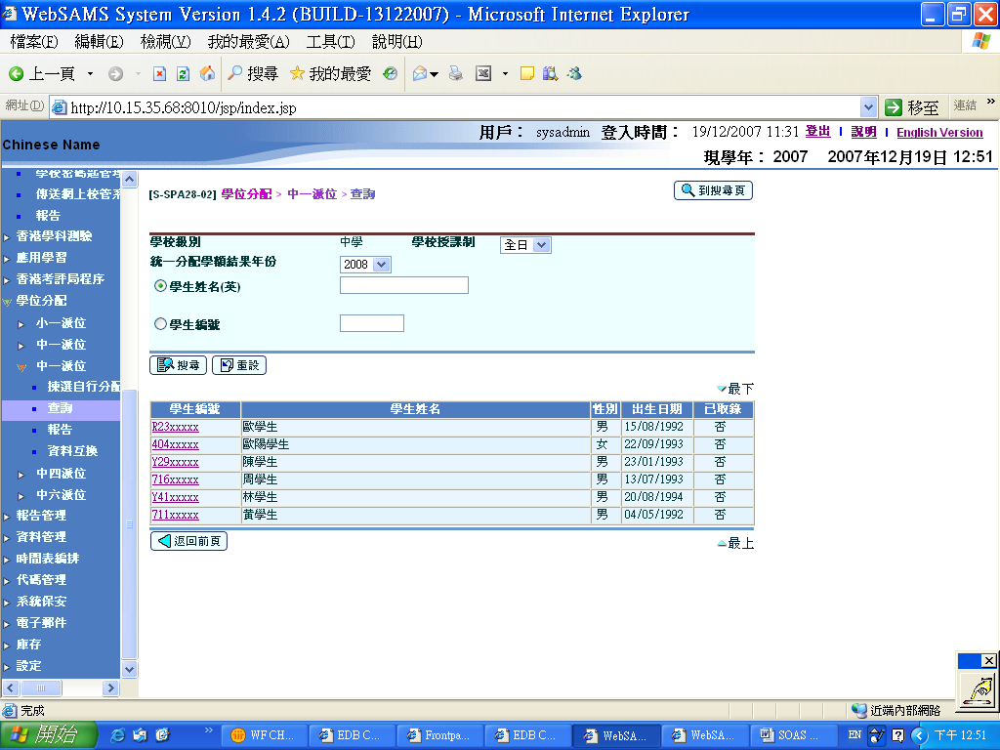 WebSAMS System Version 1.4.2 (BUILD-13122007) - Microsoft Internet Explorer
檔案(F) 編輯(E) 檢視(V) 我的最愛(A) 工具(T) 說明(H)
上一頁 搜尋 我的最愛
網址(D) http://10.15.35.68:8010/jsp/index.jsp 移至 連結 »
用戶： sysadmin 登入時間： 19/12/2007 11:31 登出 | 說明 | English Version
Chinese Name
現學年： 2007 2007年12月19日 12:51
傳送網上校管系
報告
香港學科測驗
應用學習
香港考評局程序
學位分配
小一派位
中一派位
中一派位
揀選自行分配
查詢
報告
資料互換
中四派位
中六派位
報告管理
資料管理
時間表編排
代碼管理
系統保安
電子郵件
庫存
設定
[S-SPA28-02] 學位分配 > 中一派位 > 查詢
到搜尋頁
學校級別 中學 學校授課制 全日
統一分配學額結果年份 2008
學生姓名(英)
學生編號
搜尋 重設
最下
學生編號 學生姓名 性別 出生日期 已取錄
R23xxxxx 歐學生 男 15/08/1992 否
404xxxxx 歐陽學生 女 22/09/1993 否
Y29xxxxx 陳學生 男 23/01/1993 否
716xxxxx 周學生 男 13/07/1993 否
Y41xxxxx 林學生 男 20/08/1994 否
711xxxxx 黃學生 男 04/05/1992 否
返回前頁
最上
完成 近端內部網路
開始 » WF CH... EDB C... Frontpa... EDB C... WebSA... WebSA... SOAS ... EN 下午 12:51